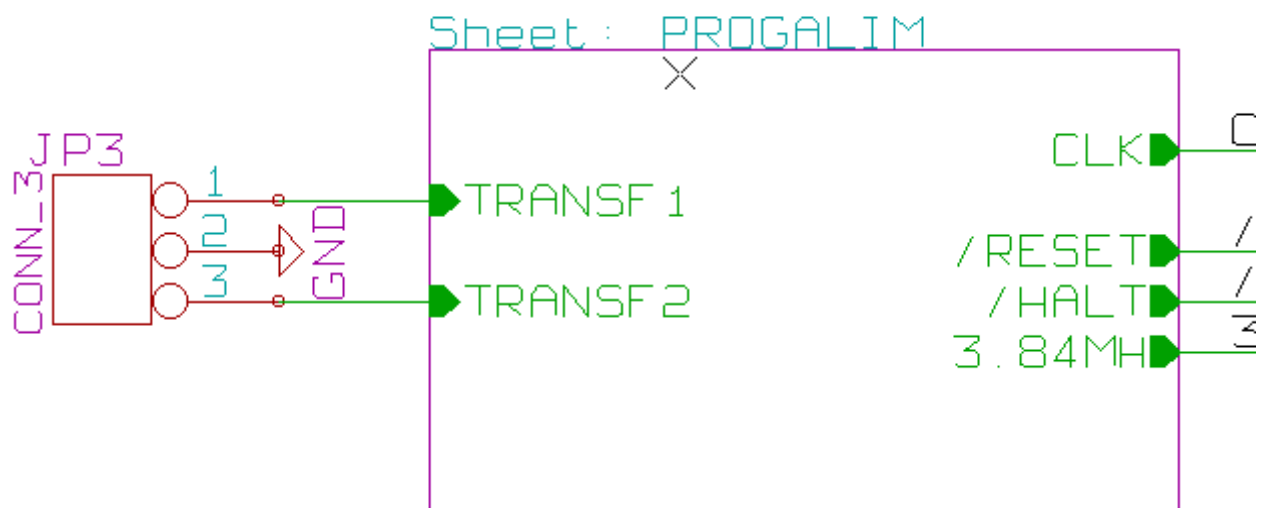 Sheet: PROGALIM
JP3
CONN_3
1
2
3
GND
TRANSF1
TRANSF2
CLK
/RESET
/HALT
3.84MH